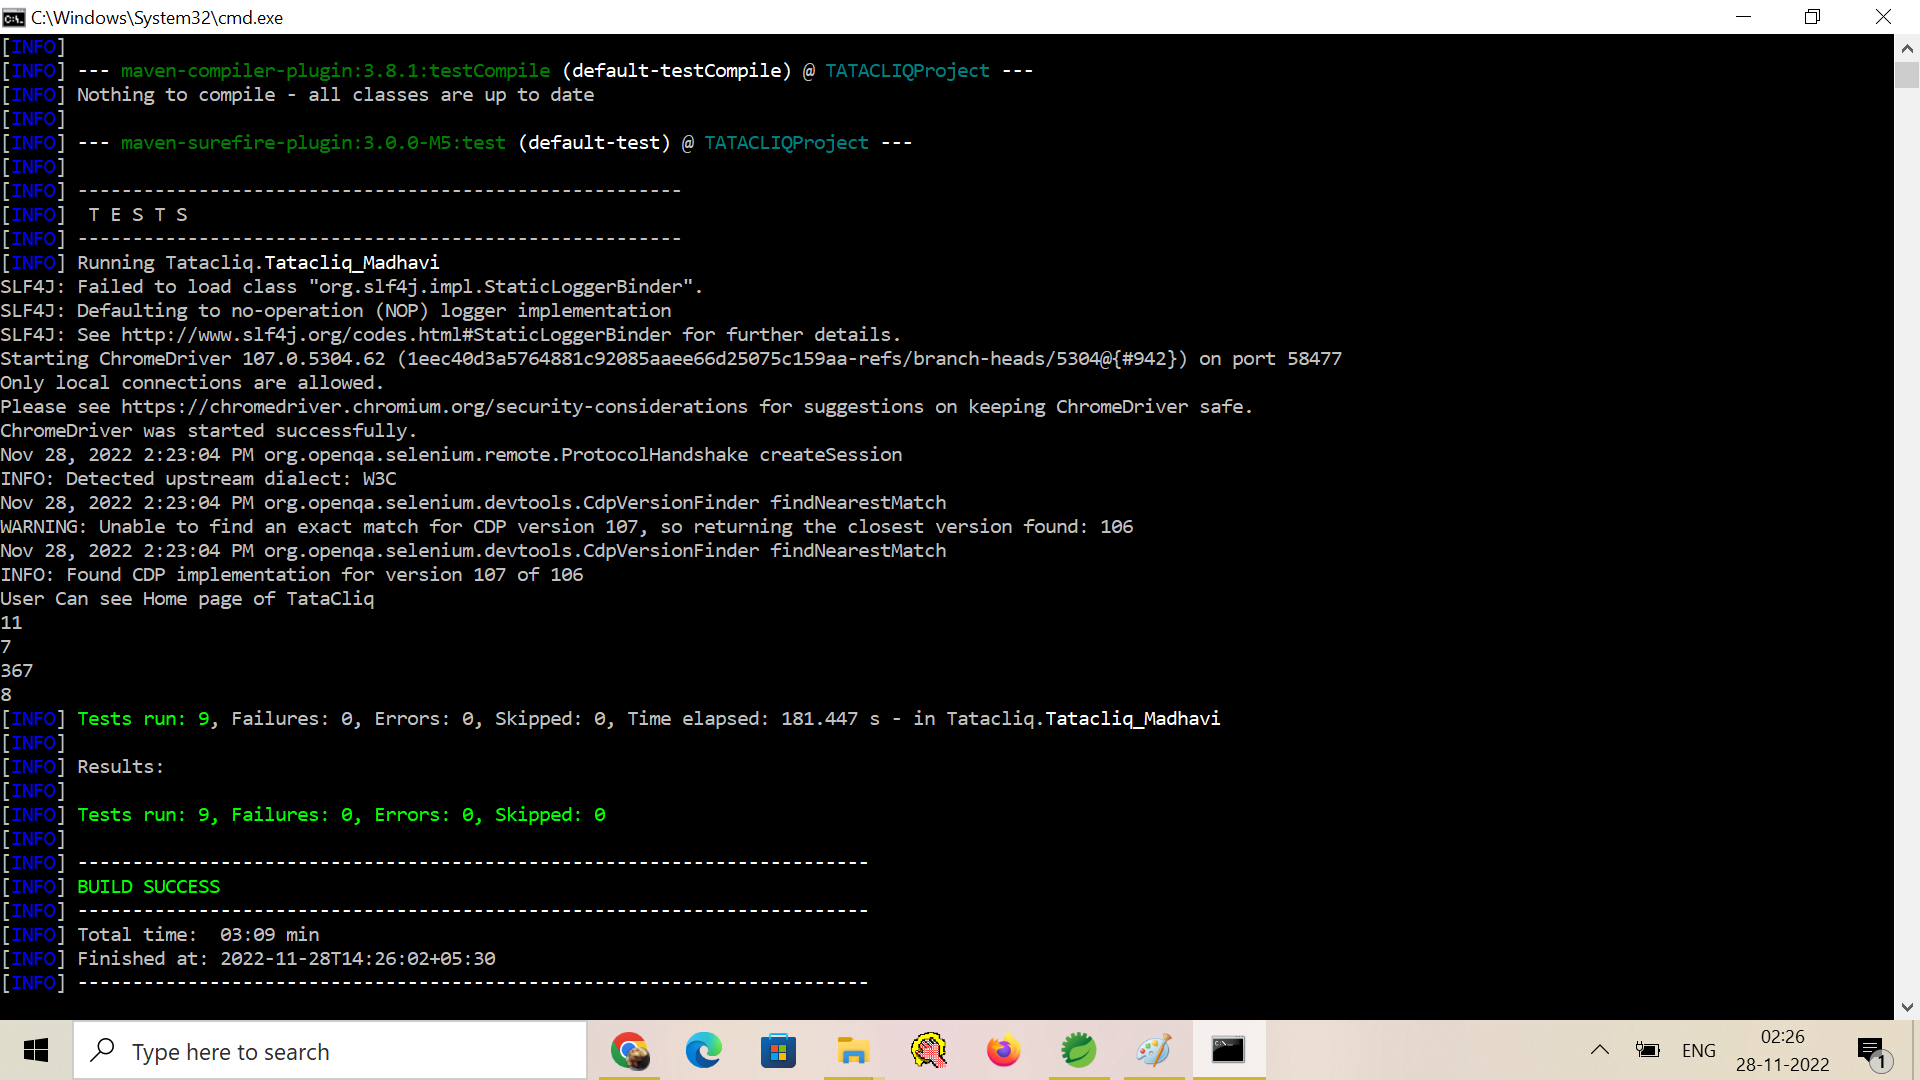 C:\Windows\System32\cmd.exe
[INFO]
[INFO] --- maven-compiler-plugin:3.8.1:testCompile (default-testCompile) @ TATACLIQProject ---
[INFO] Nothing to compile - all classes are up to date
[INFO]
[INFO] --- maven-surefire-plugin:3.0.0-M5:test (default-test) @ TATACLIQProject ---
[INFO]
[INFO] -------------------------------------------------------
[INFO]  T E S T S
[INFO] -------------------------------------------------------
[INFO] Running Tatacliq.Tatacliq_Madhavi
SLF4J: Failed to load class "org.slf4j.impl.StaticLoggerBinder".
SLF4J: Defaulting to no-operation (NOP) logger implementation
SLF4J: See http://www.slf4j.org/codes.html#StaticLoggerBinder for further details.
Starting ChromeDriver 107.0.5304.62 (1eec40d3a5764881c92085aaee66d25075c159aa-refs/branch-heads/5304@{#942}) on port 58477
Only local connections are allowed.
Please see https://chromedriver.chromium.org/security-considerations for suggestions on keeping ChromeDriver safe.
ChromeDriver was started successfully.
Nov 28, 2022 2:23:04 PM org.openqa.selenium.remote.ProtocolHandshake createSession
INFO: Detected upstream dialect: W3C
Nov 28, 2022 2:23:04 PM org.openqa.selenium.devtools.CdpVersionFinder findNearestMatch
WARNING: Unable to find an exact match for CDP version 107, so returning the closest version found: 106
Nov 28, 2022 2:23:04 PM org.openqa.selenium.devtools.CdpVersionFinder findNearestMatch
INFO: Found CDP implementation for version 107 of 106
User Can see Home page of TataCliq
11
7
367
8
[INFO] Tests run: 9, Failures: 0, Errors: 0, Skipped: 0, Time elapsed: 181.447 s - in Tatacliq.Tatacliq_Madhavi
[INFO]
[INFO] Results:
[INFO]
[INFO] Tests run: 9, Failures: 0, Errors: 0, Skipped: 0
[INFO]
[INFO] ------------------------------------------------------------------------
[INFO] BUILD SUCCESS
[INFO] ------------------------------------------------------------------------
[INFO] Total time:  03:09 min
[INFO] Finished at: 2022-11-28T14:26:02+05:30
[INFO] ------------------------------------------------------------------------
Type here to search
ENG
02:26
28-11-2022
1